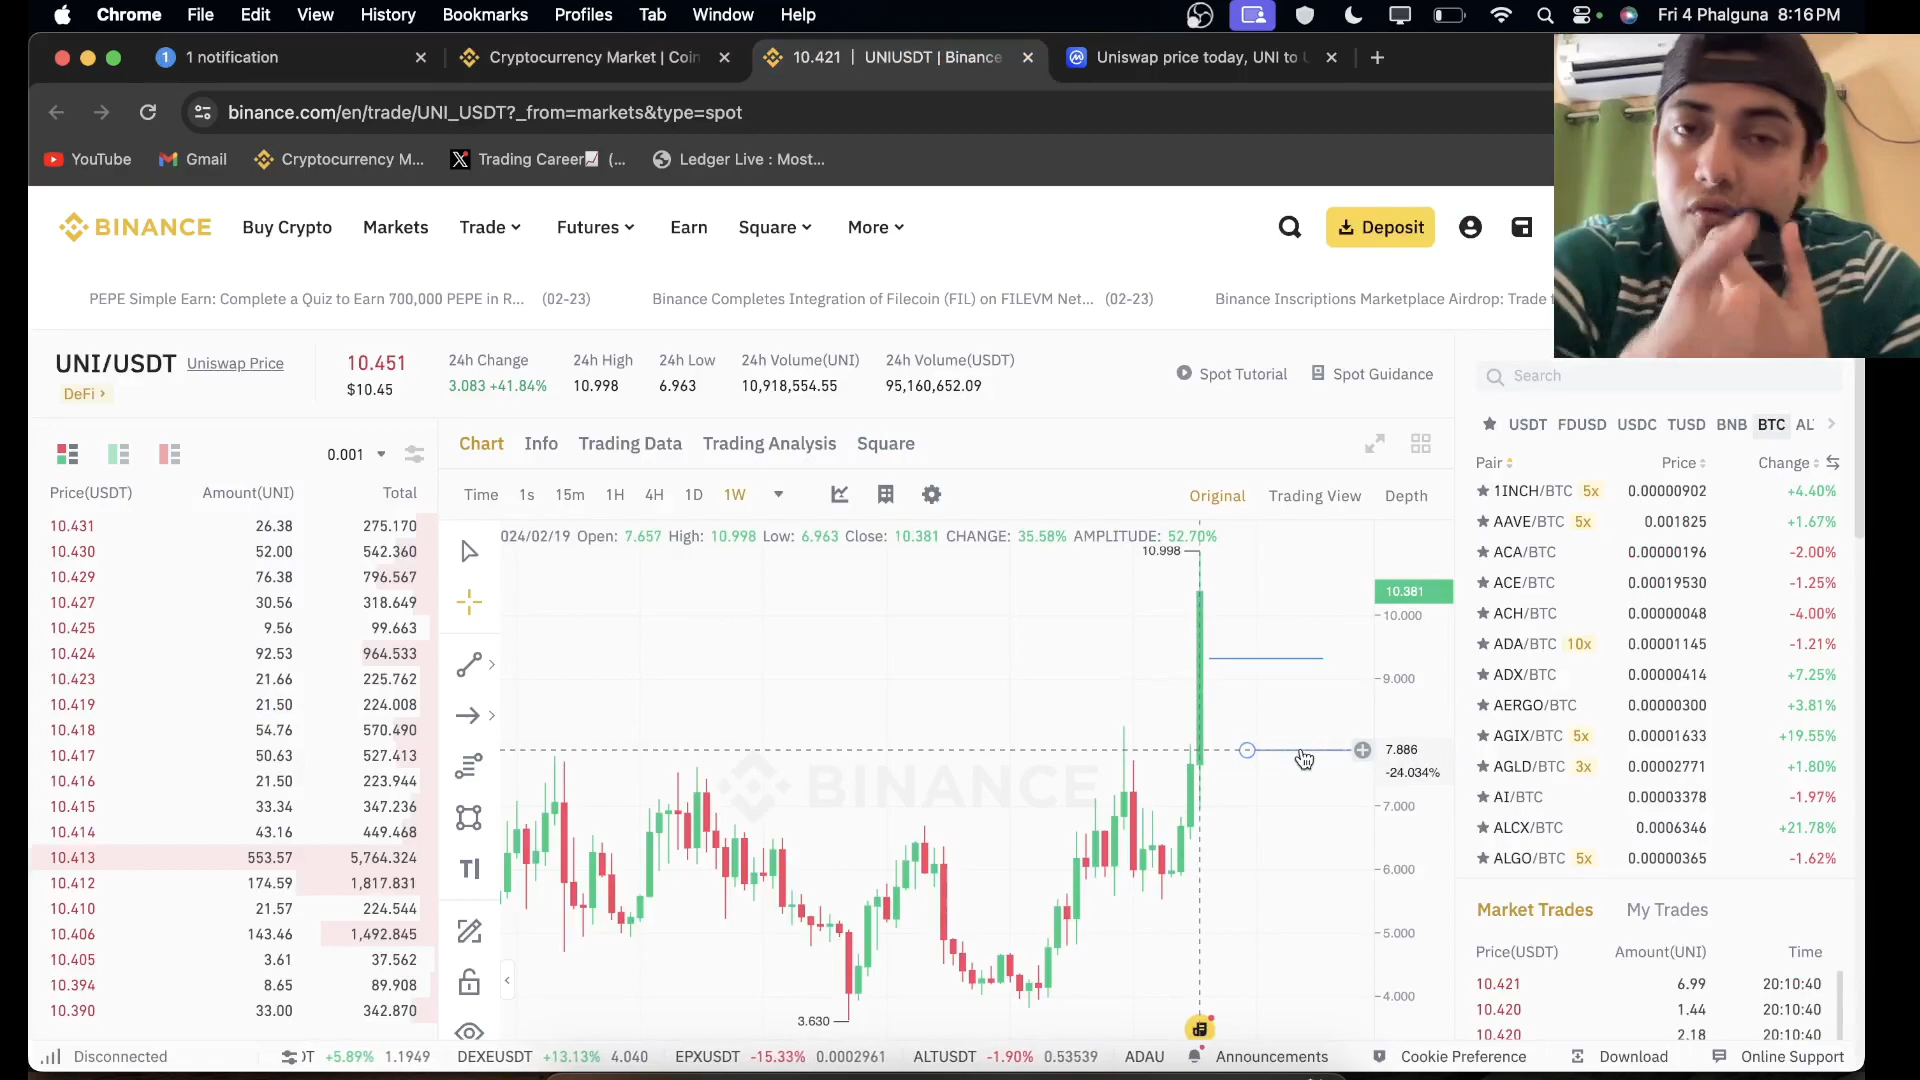 Chrome File Edit View History Bookmarks Profiles Tab Window Help Fri 4 Phalguna 8:16 PM
1 1 notification
Cryptocurrency Market | Coin
10.421 | UNIUSDT | Binance
Uniswap price today, UNI to U
binance.com/en/trade/UNI_USDT?_from=markets&type=spot
YouTube Gmail Cryptocurrency M... Trading Career (... Ledger Live : Most...
BINANCE Buy Crypto Markets Trade Futures Earn Square More Deposit
PEPE Simple Earn: Complete a Quiz to Earn 700,000 PEPE in R... (02-23) Binance Completes Integration of Filecoin (FIL) on FILEVM Net... (02-23) Binance Inscriptions Marketplace Airdrop: Trade
UNI/USDT Uniswap Price
DeFi
10.451
$10.45
24h Change
3.083 +41.84%
24h High
10.998
24h Low
6.963
24h Volume(UNI)
10,918,554.55
24h Volume(USDT)
95,160,652.09
Spot Tutorial Spot Guidance
0.001
Price(USDT) Amount(UNI) Total
10.431 26.38 275.170
10.430 52.00 542.360
10.429 76.38 796.567
10.427 30.56 318.649
10.425 9.56 99.663
10.424 92.53 964.533
10.423 21.66 225.762
10.419 21.50 224.008
10.418 54.76 570.490
10.417 50.63 527.413
10.416 21.50 223.944
10.415 33.34 347.236
10.414 43.16 449.468
10.413 553.57 5,764.324
10.412 174.59 1,817.831
10.410 21.57 224.544
10.406 143.46 1,492.845
10.405 3.61 37.562
10.394 8.65 89.908
10.390 33.00 342.870
Chart Info Trading Data Trading Analysis Square
Time 1s 15m 1H 4H 1D 1W Original Trading View Depth
024/02/19 Open: 7.657 High: 10.998 Low: 6.963 Close: 10.381 CHANGE: 35.58% AMPLITUDE: 52.70%
10.998
10.381
10.000
9.000
7.886
-24.034%
7.000
6.000
5.000
4.000
BINANCE
3.630
Search
USDT FDUSD USDC TUSD BNB BTC AL
Pair Price Change
1INCH/BTC 5x 0.00000902 +4.40%
AAVE/BTC 5x 0.001825 +1.67%
ACA/BTC 0.00000196 -2.00%
ACE/BTC 0.00019530 -1.25%
ACH/BTC 0.00000048 -4.00%
ADA/BTC 10x 0.00001145 -1.21%
ADX/BTC 0.00000414 +7.25%
AERGO/BTC 0.00000300 +3.81%
AGIX/BTC 5x 0.00001633 +19.55%
AGLD/BTC 3x 0.00002771 +1.80%
AI/BTC 0.00003378 -1.97%
ALCX/BTC 0.0006346 +21.78%
ALGO/BTC 5x 0.00000365 -1.62%
Market Trades My Trades
Price(USDT) Amount(UNI) Time
10.421 6.99 20:10:40
10.420 1.44 20:10:40
10.420 2.18 20:10:40
Disconnected
DT +5.89% 1.1949 DEXEUSDT +13.13% 4.040 EPXUSDT -15.33% 0.0002961 ALTUSDT -1.90% 0.53539 ADAU
Announcements Cookie Preference Download Online Support